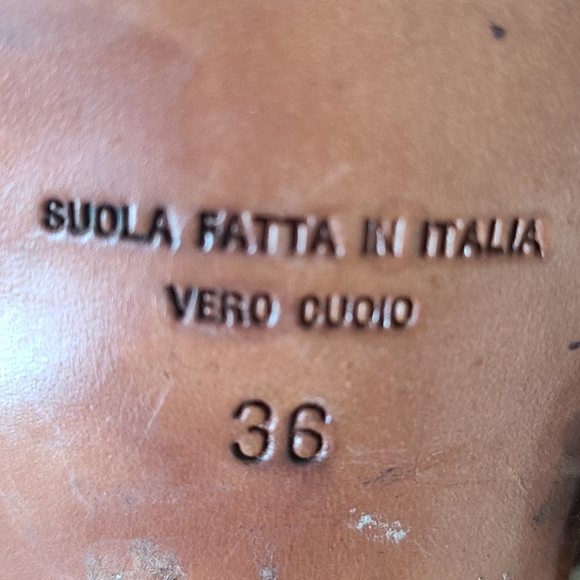 SUOLA FATTA IN ITALIA
VERO CUOIO
36